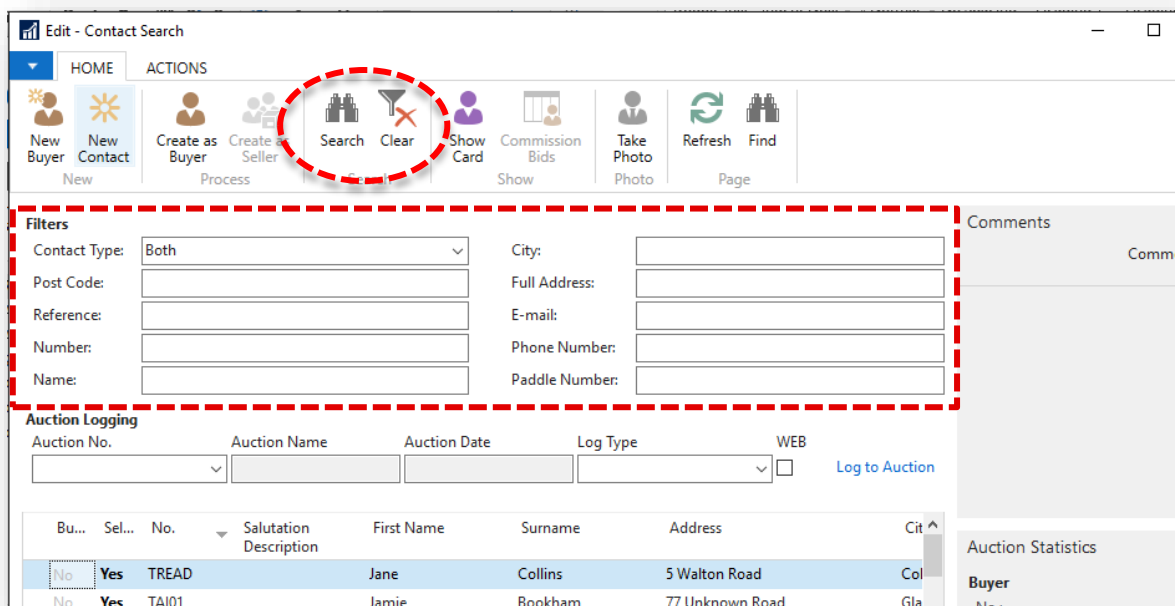 Edit - Contact Search
HOME ACTIONS
New Buyer New Contact Create as Buyer Create as Seller Search Clear Show Card Commission Bids Take Photo Refresh Find
New Process Search Show Photo Page
Filters Comments
Contact Type: Both City: Comm
Post Code: Full Address:
Reference: E-mail:
Number: Phone Number:
Name: Paddle Number:
Auction Logging
Auction No. Auction Name Auction Date Log Type WEB
Log to Auction
Bu... Sel... No. Salutation Description First Name Surname Address Cit
Auction Statistics
No Yes TREAD Jane Collins 5 Walton Road Col
Buyer
No Yes TAI01 Jamie Bookham 77 Unknown Road Gla